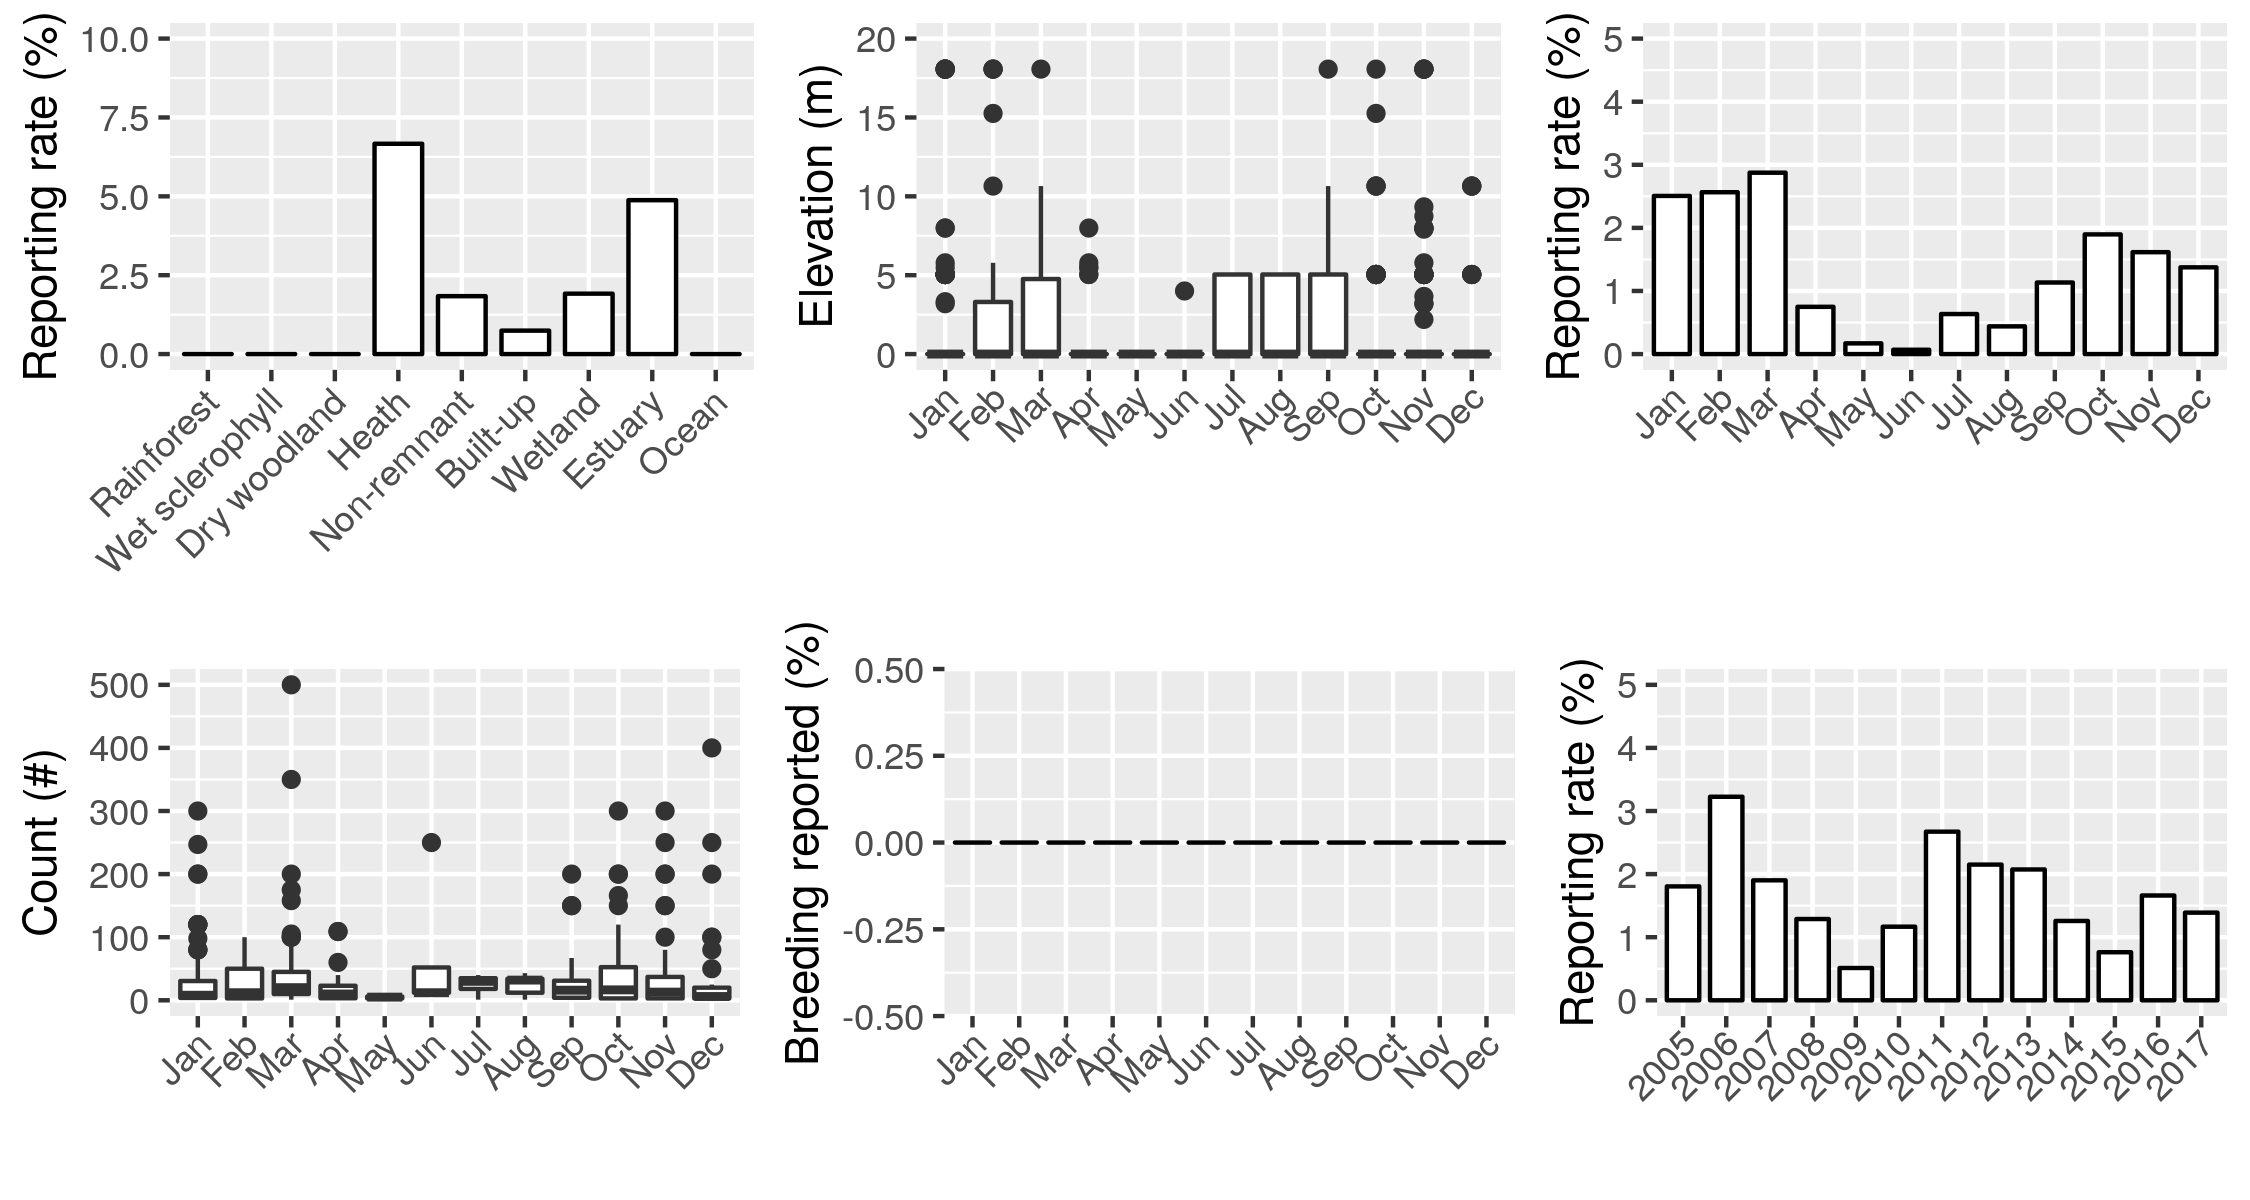 Reporting rate (%)
10.0
7.5
5.0
2.5
0.0
Rainforest
Wet sclerophyll
Dry woodland
Heath
Non-remnant
Built-up
Wetland
Estuary
Ocean
Elevation (m)
20
15
10
5
0
Jan
Feb
Mar
Apr
May
Jun
Jul
Aug
Sep
Oct
Nov
Dec
Reporting rate (%)
5
4
3
2
1
0
Jan
Feb
Mar
Apr
May
Jun
Jul
Aug
Sep
Oct
Nov
Dec
Count (#)
500
400
300
200
100
0
Jan
Feb
Mar
Apr
May
Jun
Jul
Aug
Sep
Oct
Nov
Dec
Breeding reported (%)
0.50
0.25
0.00
-0.25
-0.50
Jan
Feb
Mar
Apr
May
Jun
Jul
Aug
Sep
Oct
Nov
Dec
Reporting rate (%)
5
4
3
2
1
0
2005
2006
2007
2008
2009
2010
2011
2012
2013
2014
2015
2016
2017